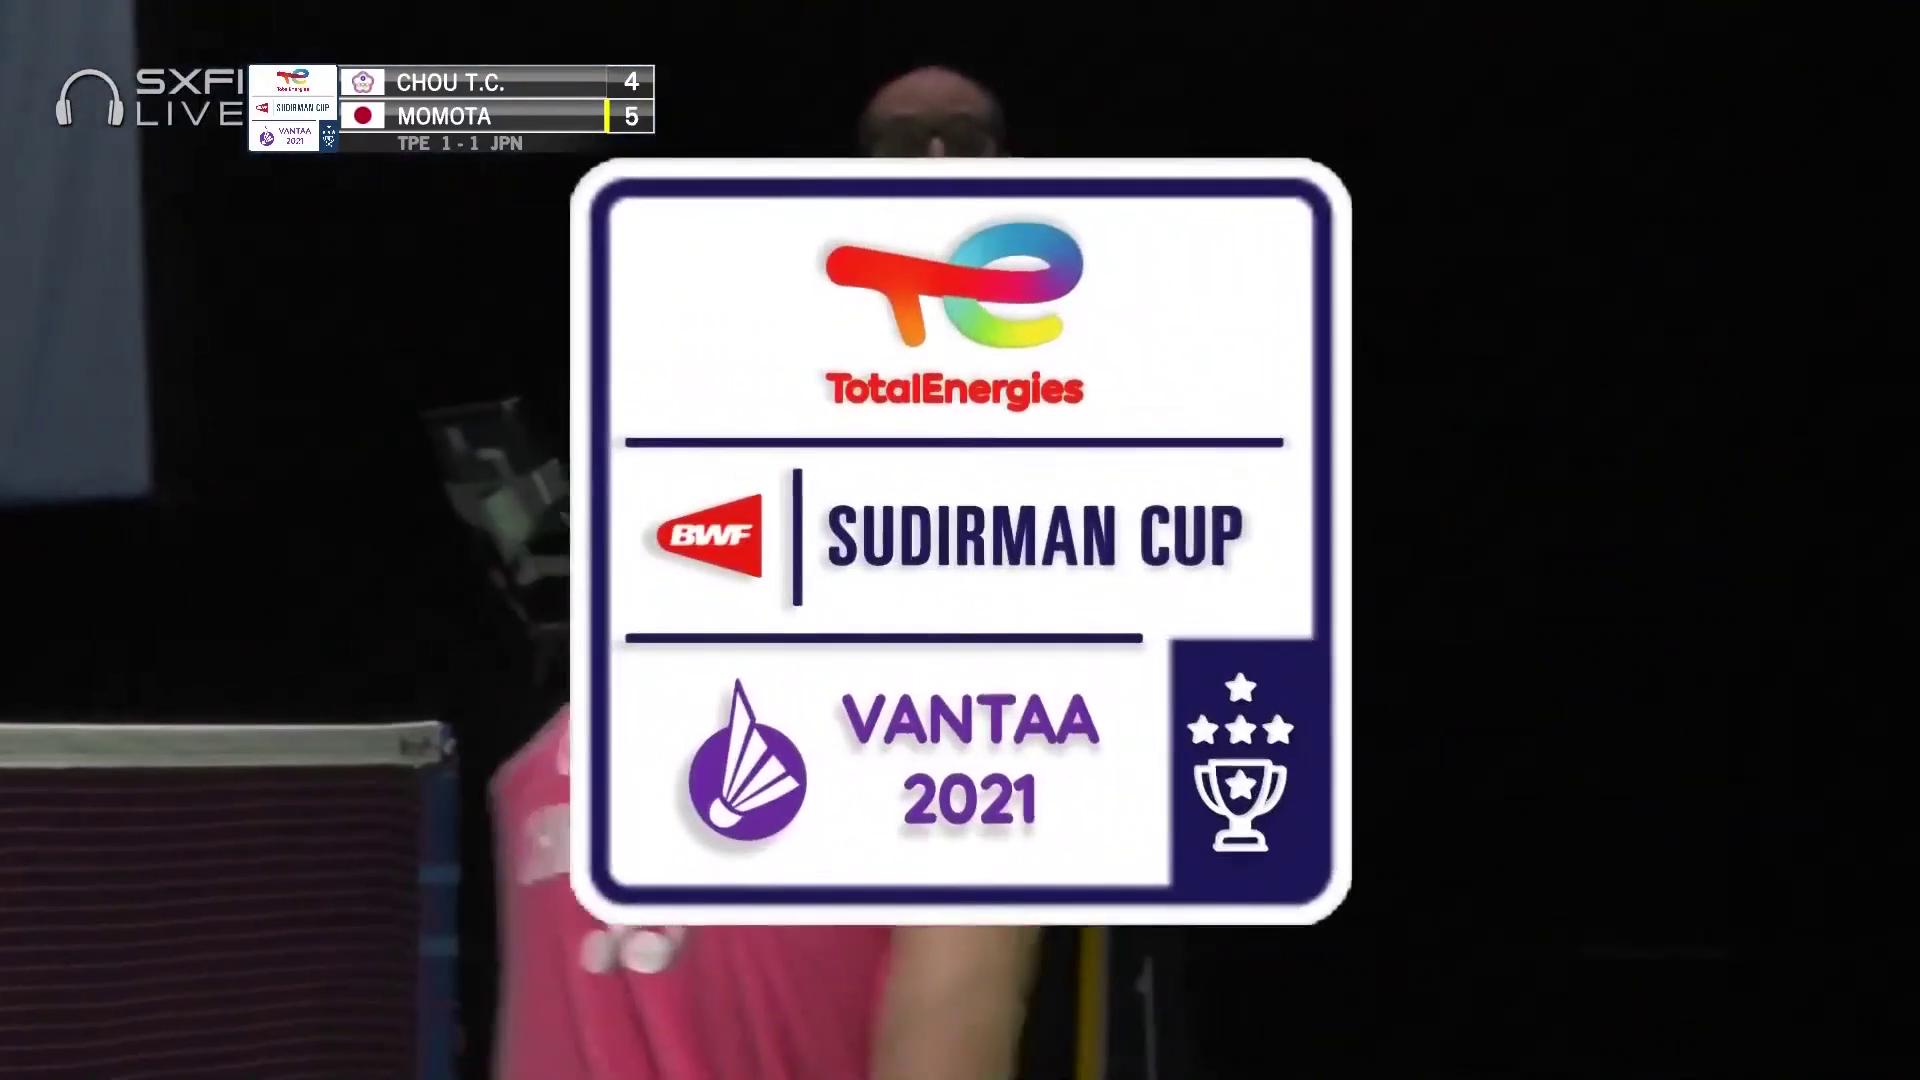 SXFI
LIVE
TotalEnergies
SUDIRMAN CUP
VANTAA
2021
CHOU T.C. 4
MOMOTA 5
TPE 1 - 1 JPN
TotalEnergies
BWF
SUDIRMAN CUP
VANTAA
2021